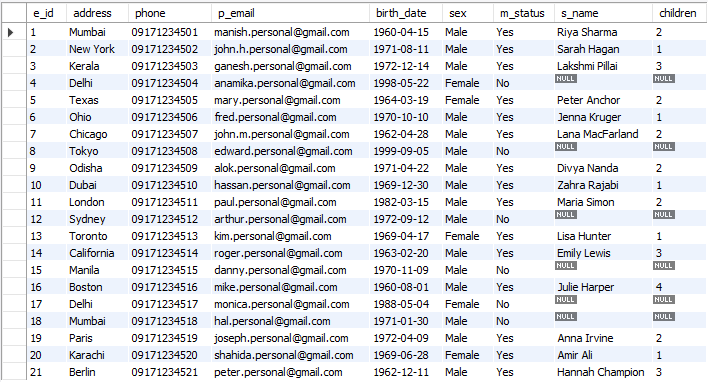 e_id address phone p_email birth_date sex m_status s_name children
1 Mumbai 09171234501 manish.personal@gmail.com 1960-04-15 Male Yes Riya Sharma 2
2 New York 09171234502 john.h.personal@gmail.com 1971-08-11 Male Yes Sarah Hagan 1
3 Kerala 09171234503 ganesh.personal@gmail.com 1972-12-14 Male Yes Lakshmi Pillai 3
4 Delhi 09171234504 anamika.personal@gmail.com 1998-05-22 Female No NULL NULL
5 Texas 09171234505 mary.personal@gmail.com 1964-03-19 Female Yes Peter Anchor 2
6 Ohio 09171234506 fred.personal@gmail.com 1970-10-10 Male Yes Jenna Kruger 1
7 Chicago 09171234507 john.m.personal@gmail.com 1962-04-28 Male Yes Lana MacFarland 2
8 Tokyo 09171234508 edward.personal@gmail.com 1999-09-05 Male No NULL NULL
9 Odisha 09171234509 alok.personal@gmail.com 1971-04-22 Male Yes Divya Nanda 2
10 Dubai 09171234510 hassan.personal@gmail.com 1969-12-30 Male Yes Zahra Rajabi 1
11 London 09171234511 paul.personal@gmail.com 1982-03-15 Male Yes Maria Simon 2
12 Sydney 09171234512 arthur.personal@gmail.com 1972-09-12 Male No NULL NULL
13 Toronto 09171234513 kim.personal@gmail.com 1969-04-17 Female Yes Lisa Hunter 1
14 California 09171234514 roger.personal@gmail.com 1963-02-20 Male Yes Emily Lewis 3
15 Manila 09171234515 danny.personal@gmail.com 1970-11-09 Male No NULL NULL
16 Boston 09171234516 mike.personal@gmail.com 1960-08-01 Male Yes Julie Harper 4
17 Delhi 09171234517 monica.personal@gmail.com 1988-05-04 Female No NULL NULL
18 Mumbai 09171234518 hal.personal@gmail.com 1971-01-30 Male No NULL NULL
19 Paris 09171234519 joseph.personal@gmail.com 1972-04-09 Male Yes Anna Irvine 2
20 Karachi 09171234520 shahida.personal@gmail.com 1969-06-28 Female Yes Amir Ali 1
21 Berlin 09171234521 peter.personal@gmail.com 1962-12-11 Male Yes Hannah Champion 3